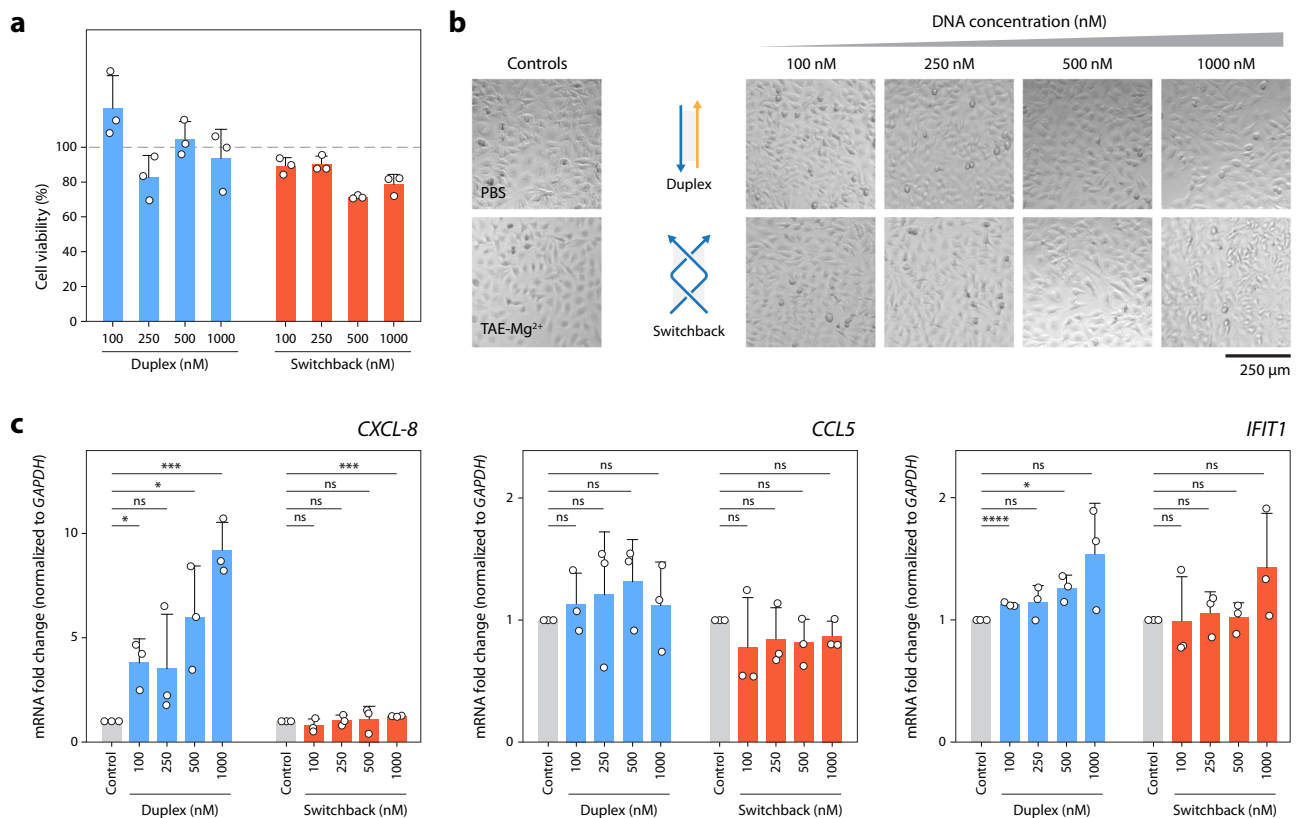 a
Cell viability (%)
100
80
60
40
20
0
100 250 500 1000 100 250 500 1000
Duplex (nM) Switchback (nM)
b
DNA concentration (nM)
Controls 100 nM 250 nM 500 nM 1000 nM
PBS
Duplex
TAE-Mg²⁺
Switchback
250 μm
c
CXCL-8
mRNA fold change (normalized to GAPDH)
10
5
0
*** ***
* ns
ns ns
* ns
Control 100 250 500 1000 Control 100 250 500 1000
Duplex (nM) Switchback (nM)
CCL5
mRNA fold change (normalized to GAPDH)
2
1
0
ns ns
ns ns
ns ns
ns ns
Control 100 250 500 1000 Control 100 250 500 1000
Duplex (nM) Switchback (nM)
IFIT1
mRNA fold change (normalized to GAPDH)
2
1
0
ns ns
* ns
ns ns
**** ns
Control 100 250 500 1000 Control 100 250 500 1000
Duplex (nM) Switchback (nM)